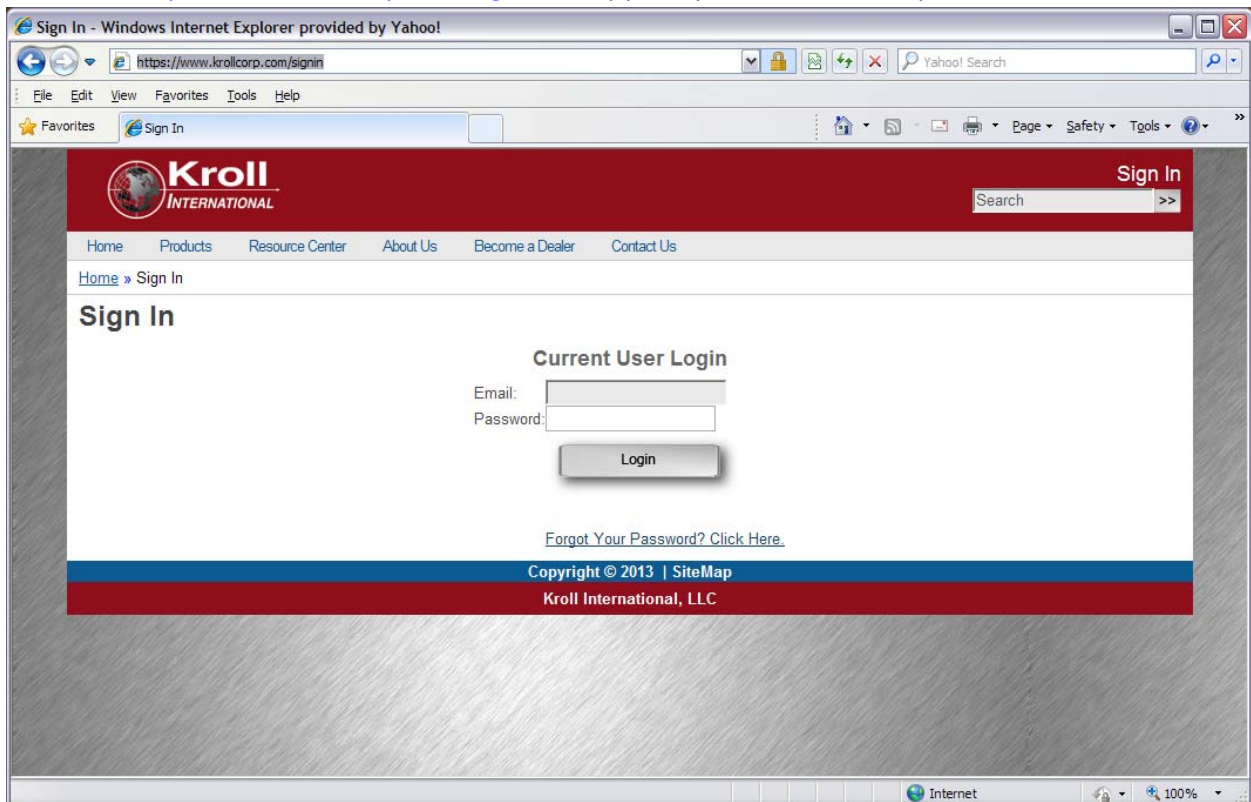 Sign In - Windows Internet Explorer provided by Yahoo!
https://www.krollcorp.com/signin
Yahoo! Search
File Edit View Favorites Tools Help
Favorites Sign In Page Safety Tools
Kroll
INTERNATIONAL
Sign In
Search >>
Home Products Resource Center About Us Become a Dealer Contact Us
Home » Sign In
Sign In
Current User Login
Email:
Password:
Login
Forgot Your Password? Click Here.
Copyright © 2013 | SiteMap
Kroll International, LLC
Internet 100%